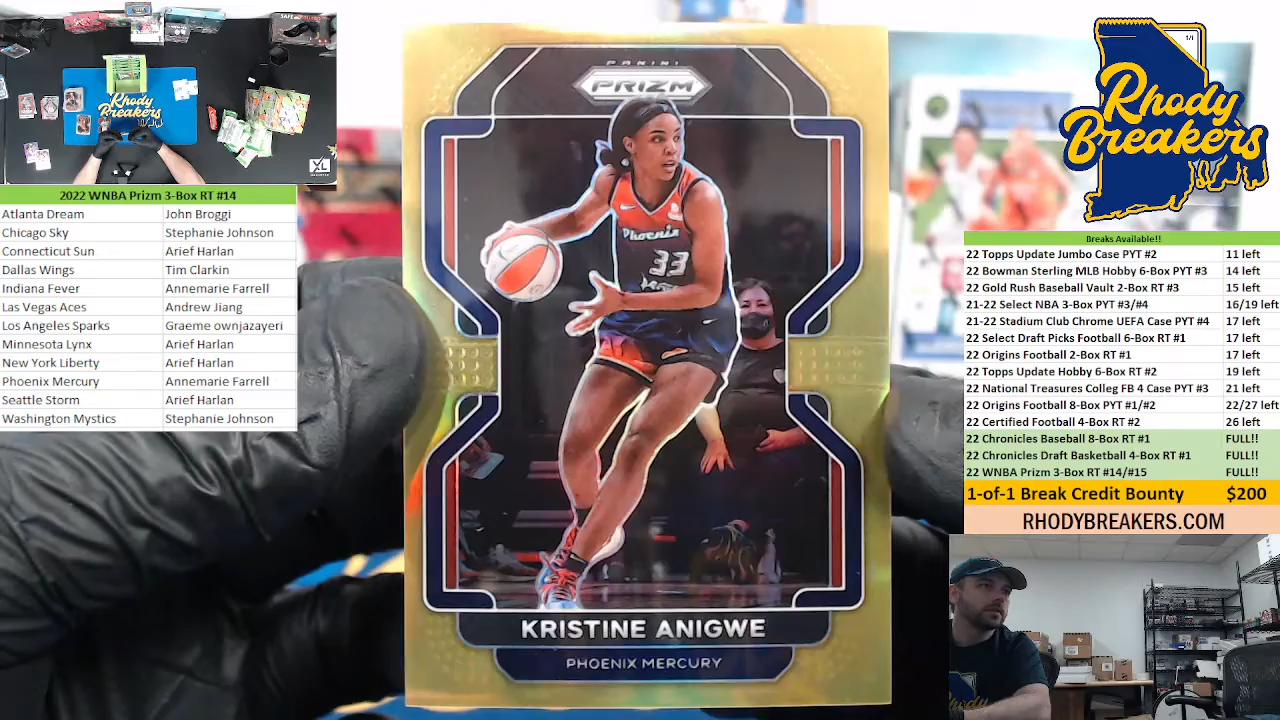 2022 WNBA Prizm 3-Box RT #14
Atlanta Dream John Broggi
Chicago Sky Stephanie Johnson
Connecticut Sun Arief Harlan
Dallas Wings Tim Clarkin
Indiana Fever Annemarie Farrell
Las Vegas Aces Andrew Jiang
Los Angeles Sparks Graeme ownjazayeri
Minnesota Lynx Arief Harlan
New York Liberty Arief Harlan
Phoenix Mercury Annemarie Farrell
Seattle Storm Arief Harlan
Washington Mystics Stephanie Johnson
Rhody
Breakers
XL
PANINI
PRIZM
Phoenix
33
KRISTINE ANIGWE
PHOENIX MERCURY
1/1
Rhody
Breakers
Breaks Available!!
22 Topps Update Jumbo Case PYT #2 11 left
22 Bowman Sterling MLB Hobby 6-Box PYT #3 14 left
22 Gold Rush Baseball Vault 2-Box RT #3 15 left
21-22 Select NBA 3-Box PYT #3/#4 16/19 left
21-22 Stadium Club Chrome UEFA Case PYT #4 17 left
22 Select Draft Picks Football 6-Box RT #1 17 left
22 Origins Football 2-Box RT #1 17 left
22 Topps Update Hobby 6-Box RT #2 19 left
22 National Treasures Colleg FB 4 Case PYT #3 21 left
22 Origins Football 8-Box PYT #1/#2 22/27 left
22 Certified Football 4-Box RT #2 26 left
22 Chronicles Baseball 8-Box RT #1 FULL!!
22 Chronicles Draft Basketball 4-Box RT #1 FULL!!
22 WNBA Prizm 3-Box RT #14/#15 FULL!!
1-of-1 Break Credit Bounty $200
RHODYBREAKERS.COM
Rhody